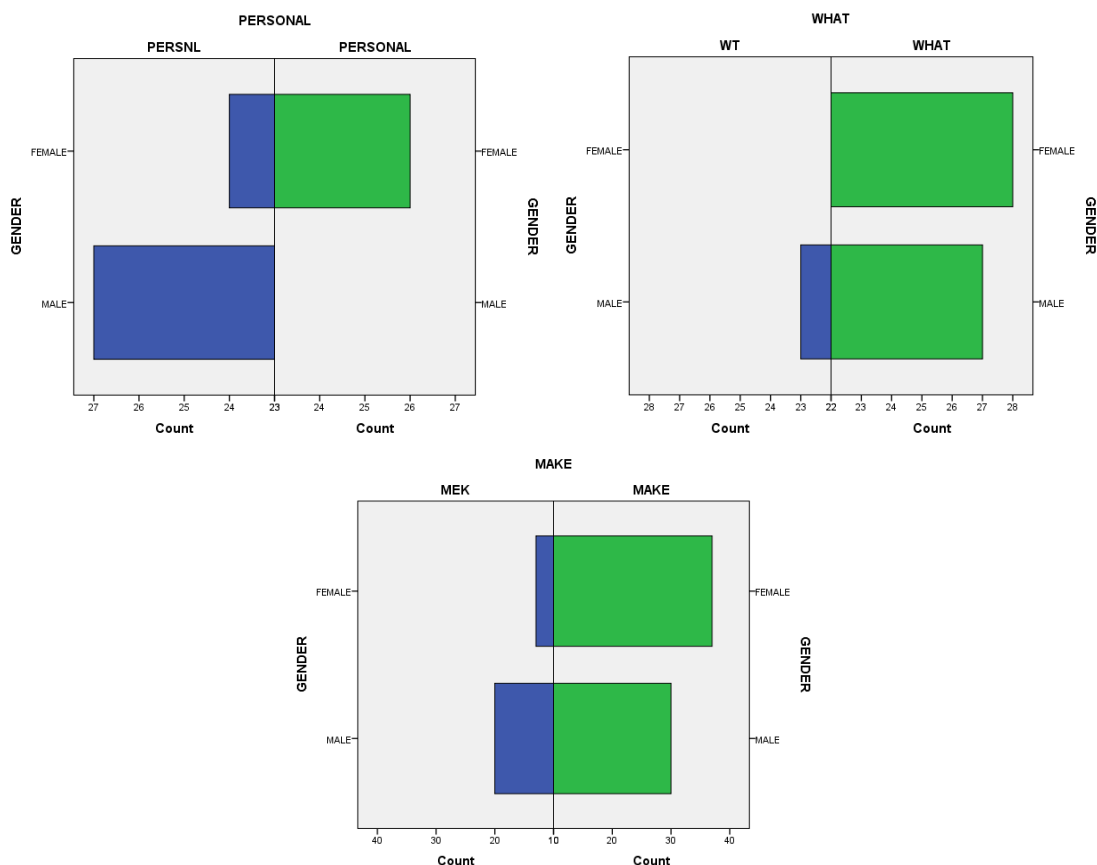 PERSONAL
PERSNL PERSONAL
GENDER
FEMALE FEMALE
MALE MALE
GENDER
27 26 25 24 23 24 25 26 27
Count Count
WHAT
WT WHAT
GENDER
FEMALE FEMALE
MALE MALE
GENDER
28 27 26 25 24 23 22 23 24 25 26 27 28
Count Count
MAKE
MEK MAKE
GENDER
FEMALE FEMALE
MALE MALE
GENDER
40 30 20 10 20 30 40
Count Count